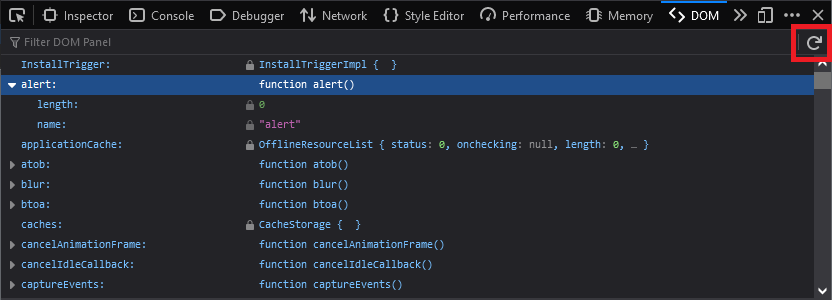 Inspector Console Debugger Network Style Editor Performance Memory DOM
Filter DOM Panel
InstallTrigger: InstallTriggerImpl { }
alert: function alert()
length: 0
name: "alert"
applicationCache: OfflineResourceList { status: 0, onchecking: null, length: 0, … }
atob: function atob()
blur: function blur()
btoa: function btoa()
caches: CacheStorage { }
cancelAnimationFrame: function cancelAnimationFrame()
cancelIdleCallback: function cancelIdleCallback()
captureEvents: function captureEvents()